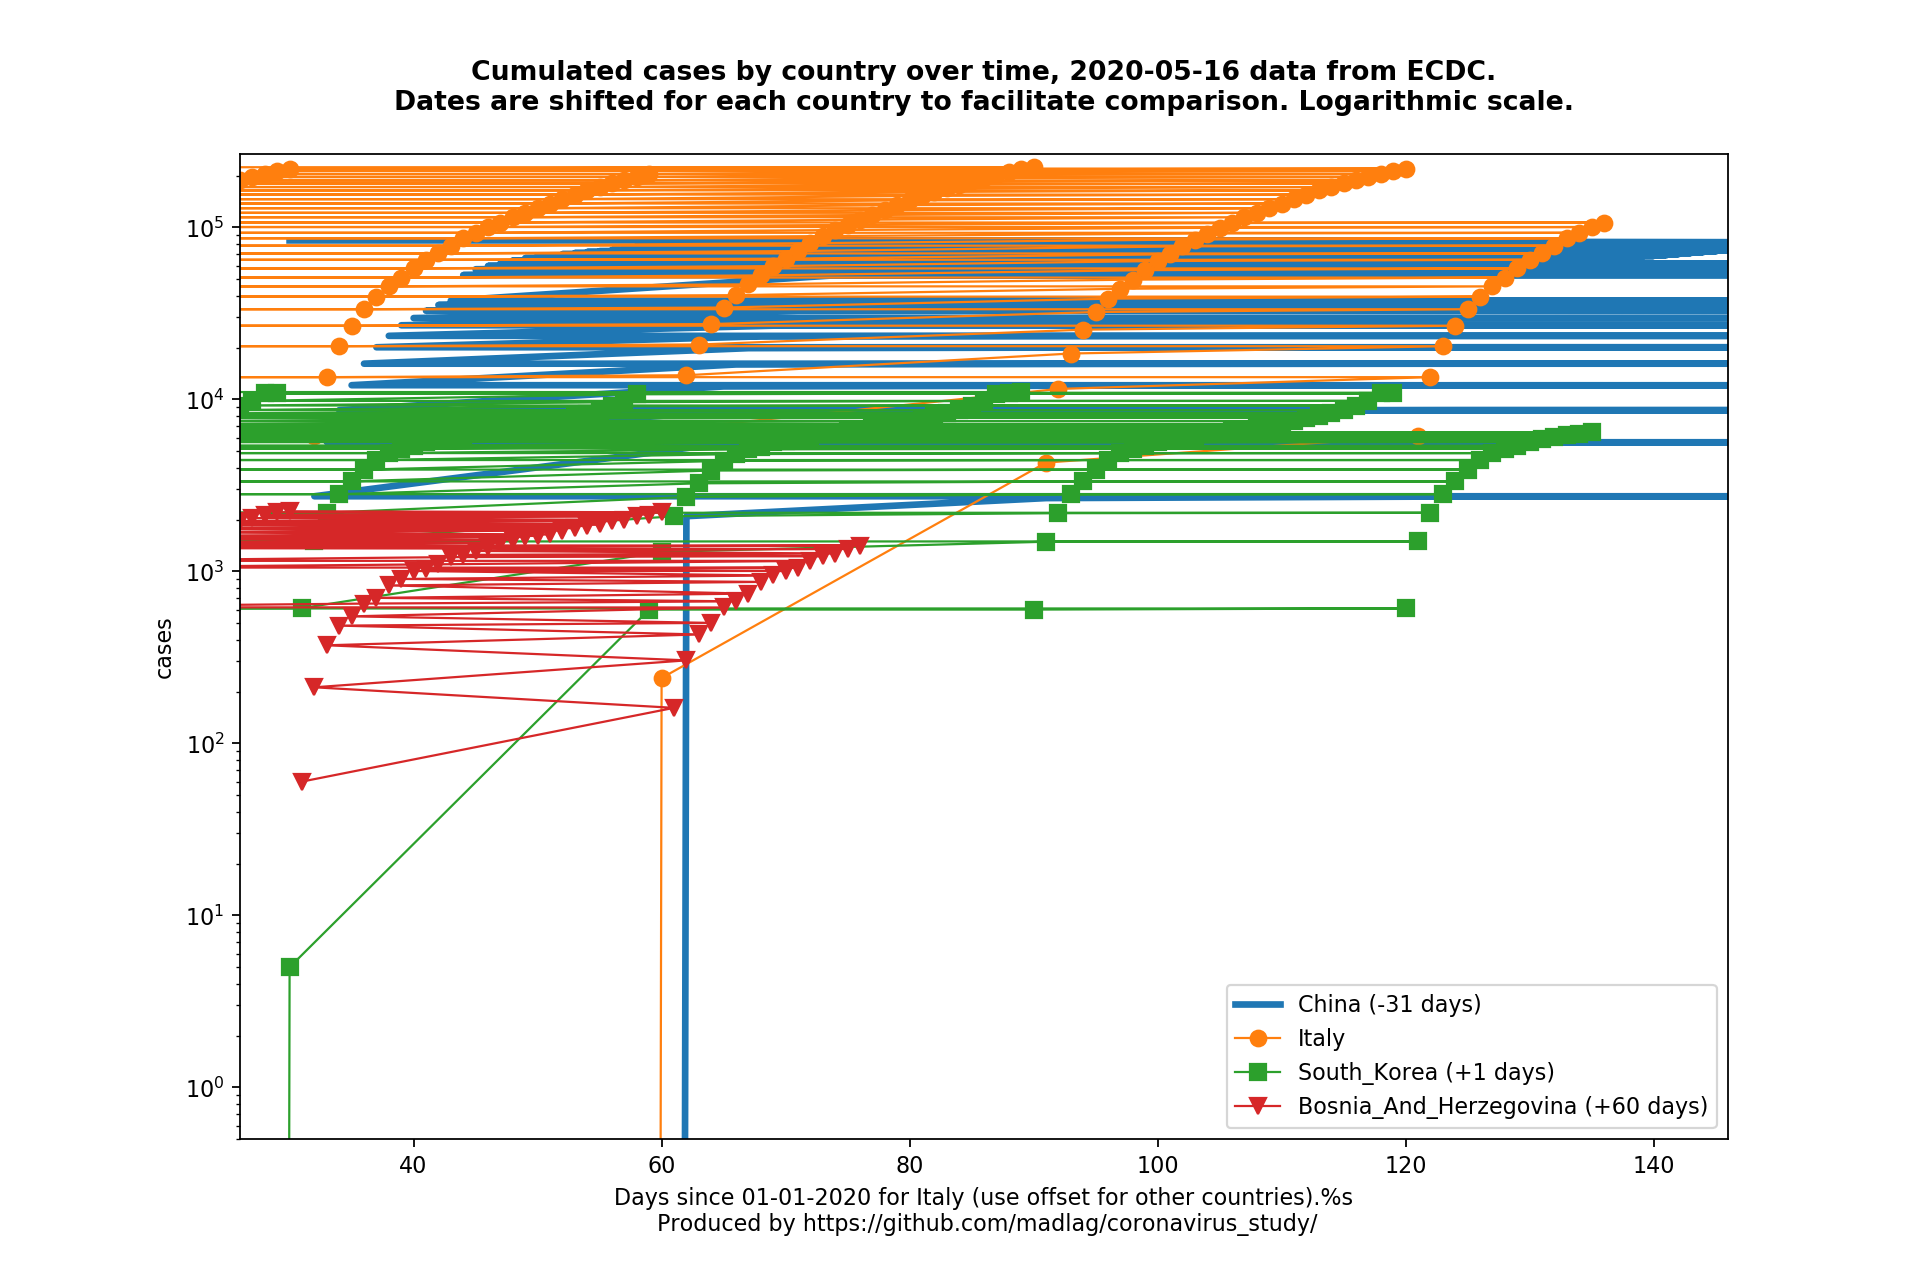 Cumulated cases by country over time, 2020-05-16 data from ECDC.
Dates are shifted for each country to facilitate comparison. Logarithmic scale.
cases
10^5
10^4
10^3
10^2
10^1
10^0
China (-31 days)
Italy
South_Korea (+1 days)
Bosnia_And_Herzegovina (+60 days)
40 60 80 100 120 140
Days since 01-01-2020 for Italy (use offset for other countries).%s
Produced by https://github.com/madlag/coronavirus_study/